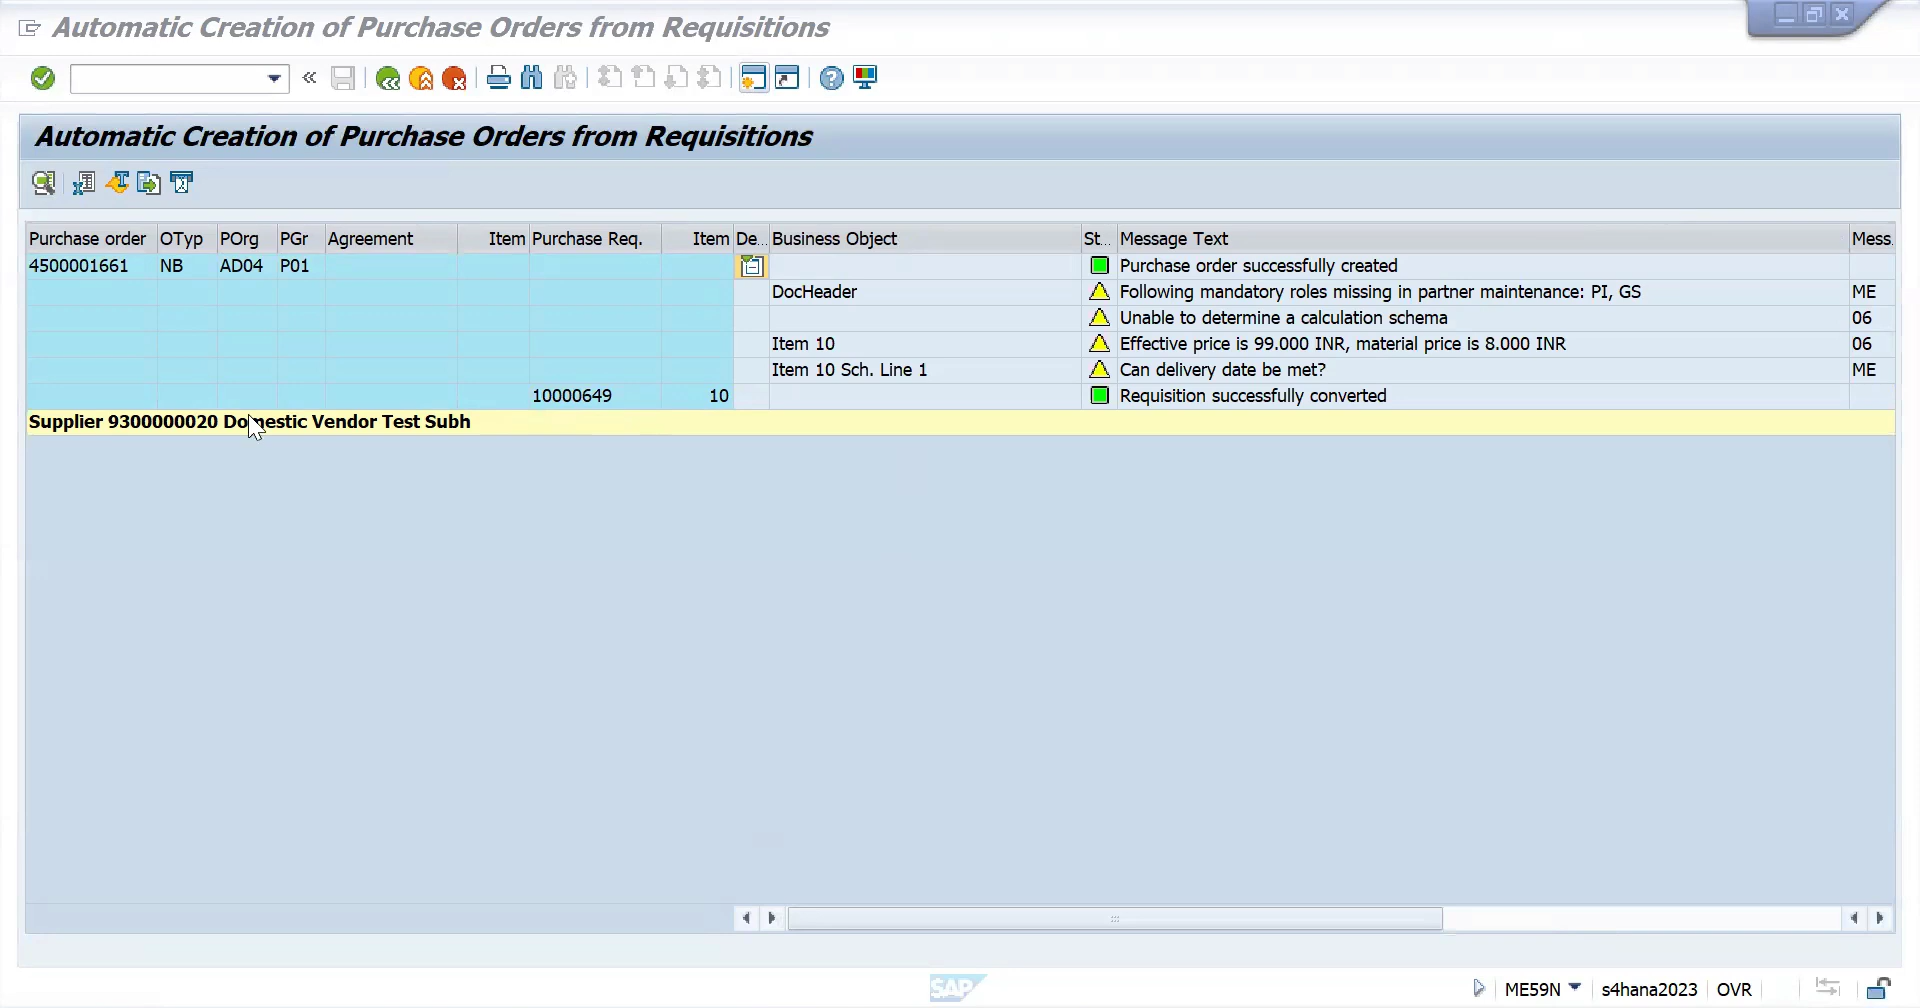 Automatic Creation of Purchase Orders from Requisitions
Automatic Creation of Purchase Orders from Requisitions
Purchase order OTyp POrg PGr Agreement Item Purchase Req. Item De... Business Object St... Message Text Mess
4500001661 NB AD04 P01 Purchase order successfully created
DocHeader Following mandatory roles missing in partner maintenance: PI, GS ME
Unable to determine a calculation schema 06
Item 10 Effective price is 99.000 INR, material price is 8.000 INR 06
Item 10 Sch. Line 1 Can delivery date be met? ME
10000649 10 Requisition successfully converted
Supplier 9300000020 Domestic Vendor Test Subh
SAP ME59N s4hana2023 OVR